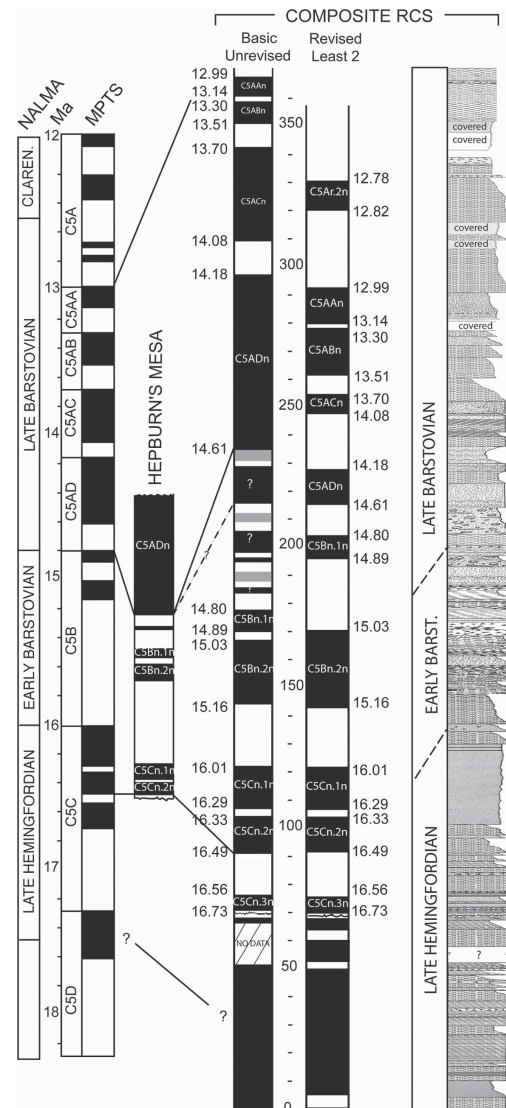 COMPOSITE RCS
Basic
Unrevised
Revised
Least 2
NALMA
Ma
MPTS
CLAREN.
LATE BARSTOVIAN
EARLY BARSTOVIAN
LATE HEMINGFORDIAN
12
13
14
15
16
17
18
C5A
C5AA
C5AB
C5AC
C5AD
C5B
C5C
C5D
?
HEPBURN'S MESA
C5ADn
C5Bn.1n
C5Bn.2n
C5Cn.1n
C5Cn.2n
?
?
12.99
13.14
13.30
13.51
13.70
14.08
14.18
14.61
14.80
14.89
15.03
15.16
16.01
16.29
16.33
16.49
16.56
16.73
C5AAn
C5ABn
C5ACn
C5ADn
?
?
C5Bn.1n
C5Bn.2n
C5Cn.1n
C5Cn.2n
C5Cn.3n
NO DATA
350
300
250
200
150
100
50
0
C5Ar.2n
C5AAn
C5ABn
C5ACn
C5ADn
C5Bn.1n
C5Bn.2n
C5Cn.1n
C5Cn.2n
C5Cn.3n
12.78
12.82
12.99
13.14
13.30
13.51
13.70
14.08
14.18
14.61
14.80
14.89
15.03
15.16
16.01
16.29
16.33
16.49
16.56
16.73
LATE BARSTOVIAN
EARLY BARST.
LATE HEMINGFORDIAN
covered
covered
covered
covered
covered
?